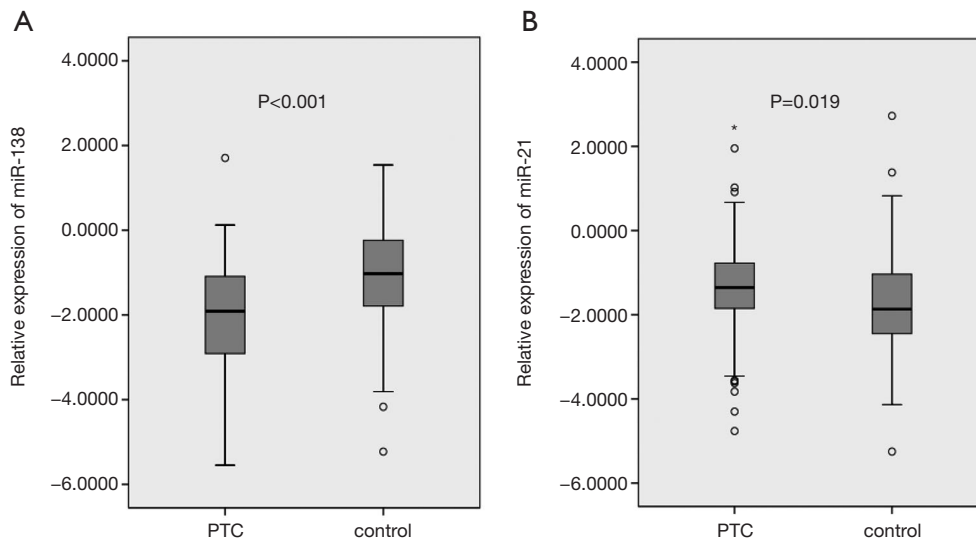 A
Relative expression of miR-138
4.0000
2.0000
0.0000
−2.0000
−4.0000
−6.0000
P<0.001
PTC
control
B
Relative expression of miR-21
4.0000
2.0000
0.0000
−2.0000
−4.0000
−6.0000
P=0.019
*
PTC
control